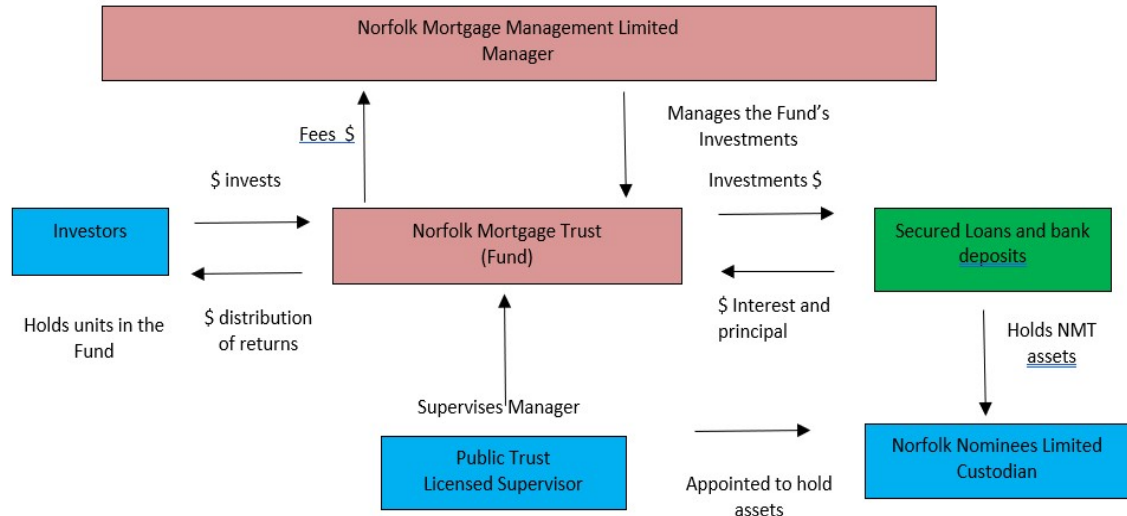 Norfolk Mortgage Management Limited
Manager
Fees $
Manages the Fund's
Investments
$ invests
Investments $
Investors
Norfolk Mortgage Trust
(Fund)
Secured Loans and bank
deposits
Holds units in the
Fund
$ distribution
of returns
$ Interest and
principal
Holds NMT
assets
Supervises Manager
Public Trust
Licensed Supervisor
Appointed to hold
assets
Norfolk Nominees Limited
Custodian